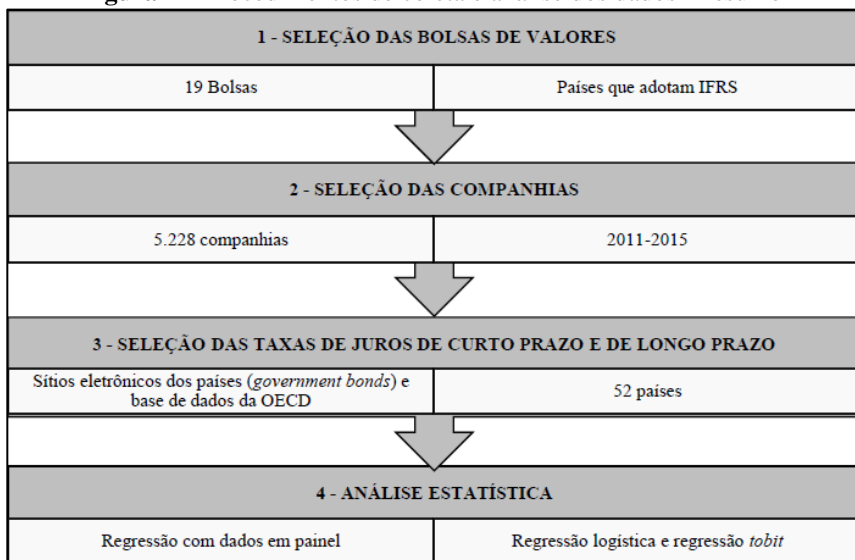 1 - SELEÇÃO DAS BOLSAS DE VALORES
19 Bolsas
Países que adotam IFRS
2 - SELEÇÃO DAS COMPANHIAS
5.228 companhias
2011-2015
3 - SELEÇÃO DAS TAXAS DE JUROS DE CURTO PRAZO E DE LONGO PRAZO
Sítios eletrônicos dos países (government bonds) e
base de dados da OECD
52 países
4 - ANÁLISE ESTATÍSTICA
Regressão com dados em painel
Regressão logística e regressão tobit